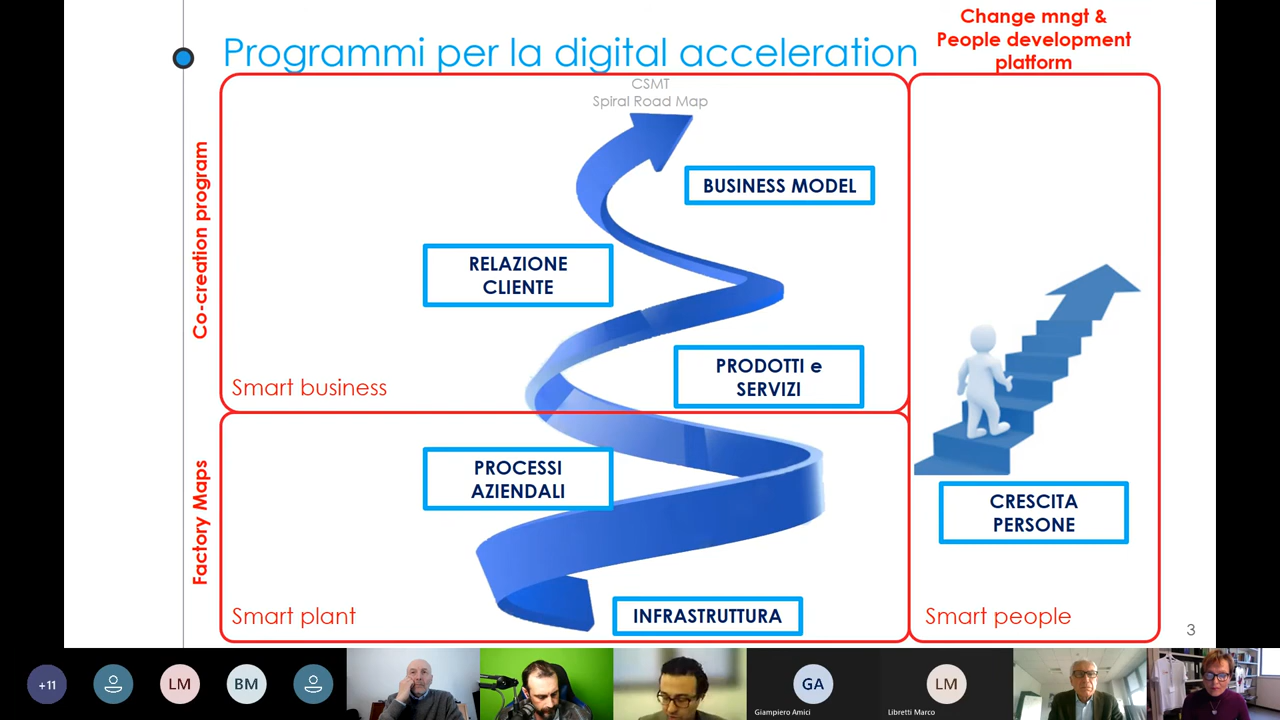 Change mngt &
People development
platform
Programmi per la digital acceleration
CSMT
Spiral Road Map
Co-creation program
BUSINESS MODEL
RELAZIONE
CLIENTE
PRODOTTI e
SERVIZI
Smart business
Factory Maps
PROCESSI
AZIENDALI
INFRASTRUTTURA
Smart plant
CRESCITA
PERSONE
Smart people
3
+11
LM
BM
GA
Giampiero Amici
LM
Libretti Marco